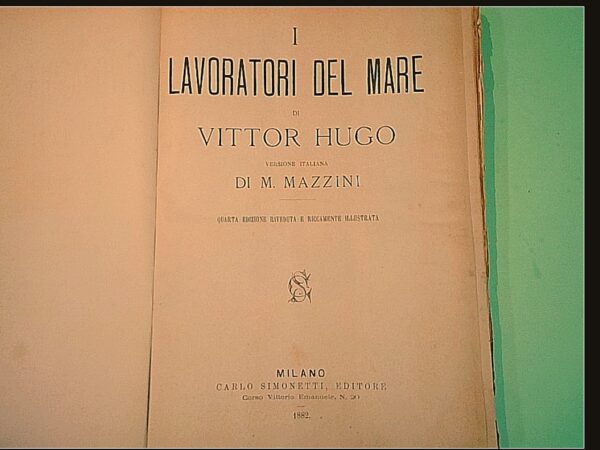 I
LAVORATORI DEL MARE
DI
VITTOR HUGO
VERSIONE ITALIANA
DI M. MAZZINI
QUARTA EDIZIONE RIVEDUTA E RICCAMENTE ILLUSTRATA
MILANO
CARLO SIMONETTI, EDITORE
Corso Vittorio Emanuele, N. 20
1882.